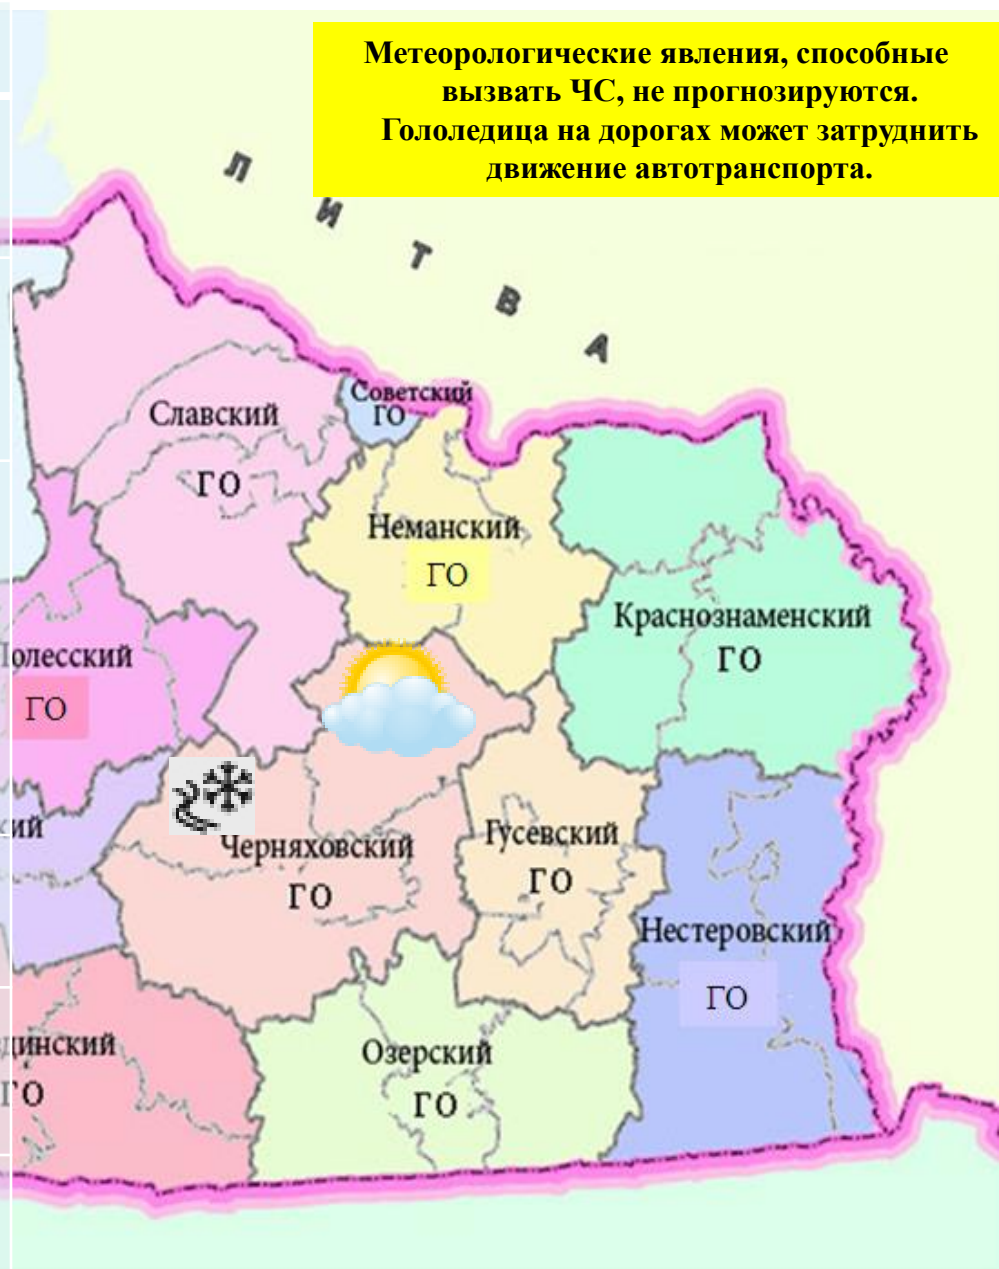 Метеорологические явления, способные
вызвать ЧС, не прогнозируются.
Гололедица на дорогах может затруднить
движение автотранспорта.
Л И Т В А
Советский
ГО
Славский
ГО
Неманский
ГО
Краснознаменский
ГО
олесский
ГО
кий
Черняховский
ГО
Гусевский
ГО
Нестеровский
ГО
динский
ГО
Озерский
ГО